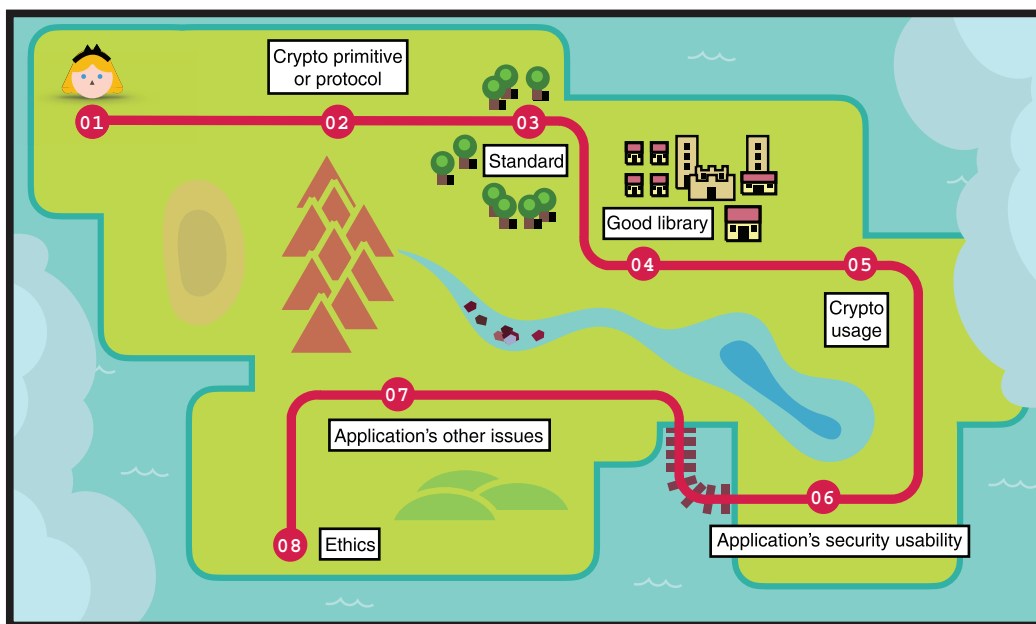 Crypto primitive
or protocol
01
02
03
Standard
Good library
04
05
Crypto
usage
07
Application's other issues
06
Application's security usability
08
Ethics